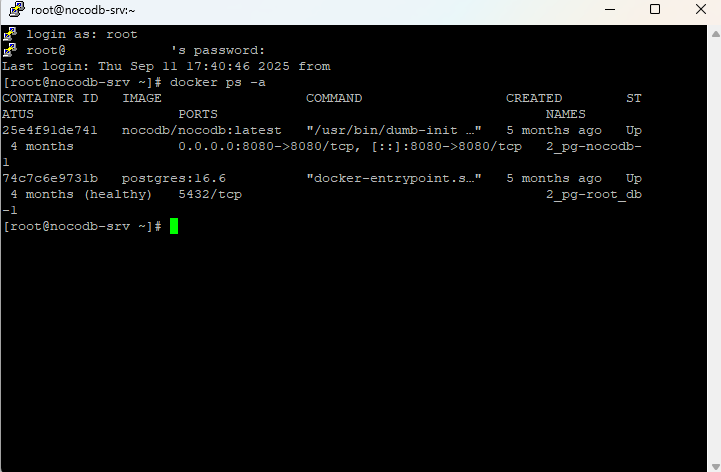 root@nocodb-srv:~
login as: root
root@ 's password:
Last login: Thu Sep 11 17:40:46 2025 from
[root@nocodb-srv ~]# docker ps -a
CONTAINER ID   IMAGE                  COMMAND                  CREATED        ST
ATUS                  PORTS                                         NAMES
25e4f91de741   nocodb/nocodb:latest   "/usr/bin/dumb-init …"   5 months ago   Up
 4 months             0.0.0.0:8080->8080/tcp, [::]:8080->8080/tcp   2_pg-nocodb-
1
74c7c6e9731b   postgres:16.6          "docker-entrypoint.s…"   5 months ago   Up
 4 months (healthy)   5432/tcp                                      2_pg-root_db
-1
[root@nocodb-srv ~]#